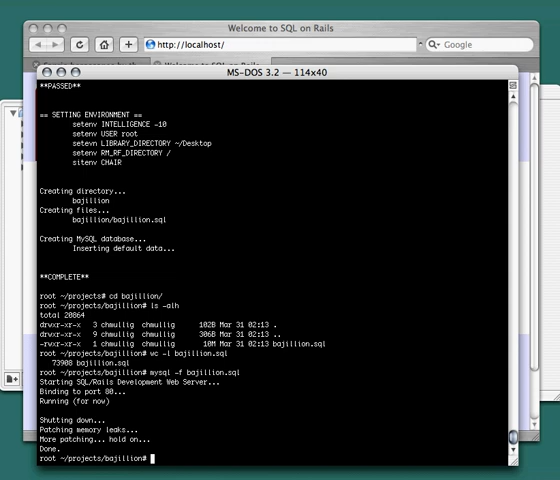 Welcome to SQL on Rails
http://localhost/
Google
Welcome to SQL on Rails
MS-DOS 3.2 — 114x40
**PASSED**
== SETTING ENVIRONMENT ==
setenv INTELLIGENCE -10
setenv USER root
setevn LIBRARY_DIRECTORY ~/Desktop
setenv RM_RF_DIRECTORY /
sitenv CHAIR
Creating directory...
bajillion
Creating files...
bajillion/bajillion.sql
Creating MySQL database...
Inserting default data...
**COMPLETE**
root ~/projects# cd bajillion/
root ~/projects/bajillion# ls -alh
total 20864
drwxr-xr-x 3 chmullig chmullig 102B Mar 31 02:13 .
drwxr-xr-x 9 chmullig chmullig 306B Mar 31 02:13 ..
-rwxr-xr-x 1 chmullig chmullig 10M Mar 31 02:13 bajillion.sql
root ~/projects/bajillion# wc -l bajillion.sql
73908 bajillion.sql
root ~/projects/bajillion# mysql -f bajillion.sql
Starting SQL/Rails Development Web Server...
Binding to port 80...
Running (for now)
Shutting down...
Patching memory leaks...
More patching... hold on...
Done.
root ~/projects/bajillion#